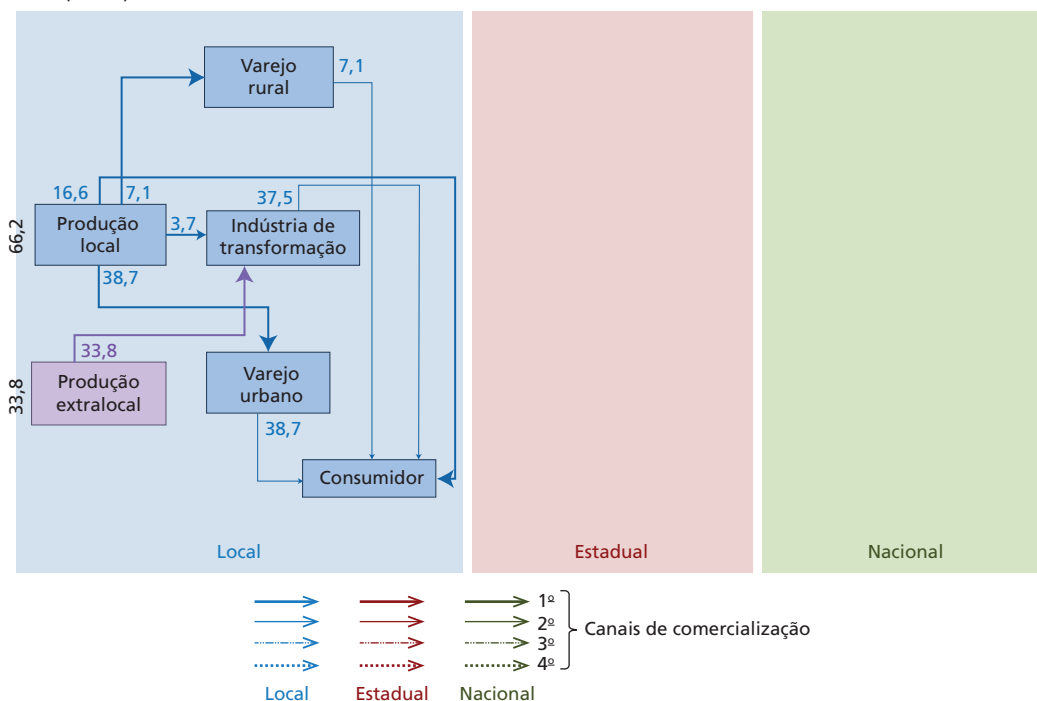 Varejo
rural
7,1
16,6
7,1
37,5
66,2
Produção
local
3,7
Indústria de
transformação
38,7
33,8
33,8
Produção
extralocal
Varejo
urbano
38,7
Consumidor
Local
Estadual
Nacional
1º
2º
3º
4º
Canais de comercialização
Local
Estadual
Nacional